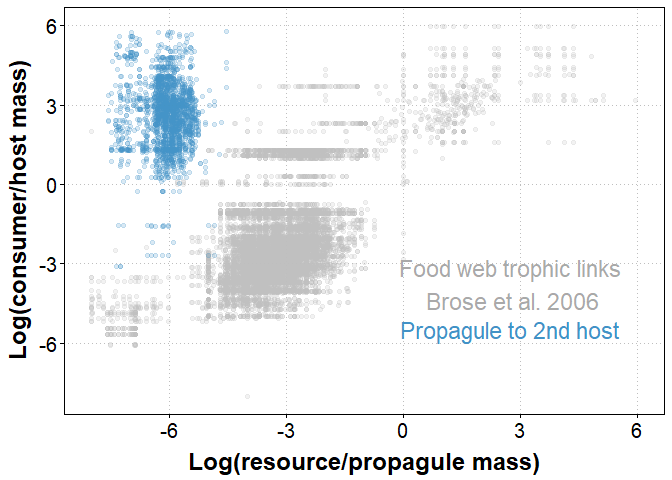 Log(consumer/host mass)
6
3
0
-3
-6
Food web trophic links
Brose et al. 2006
Propagule to 2nd host
-6
-3
0
3
6
Log(resource/propagule mass)